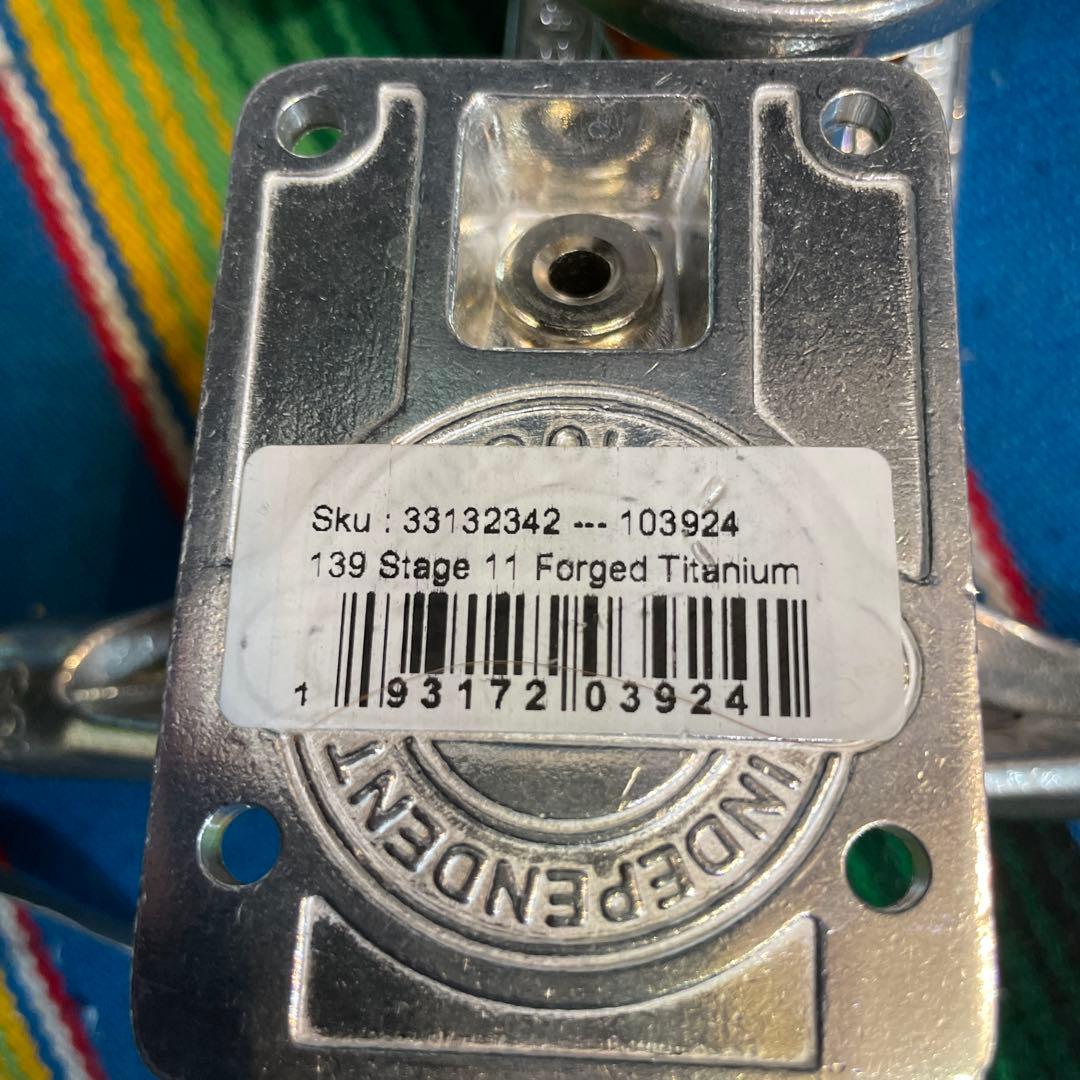 Sku : 33132342 --- 103924
139 Stage 11 Forged Titanium
1 93172 03924
INDEPENDENT